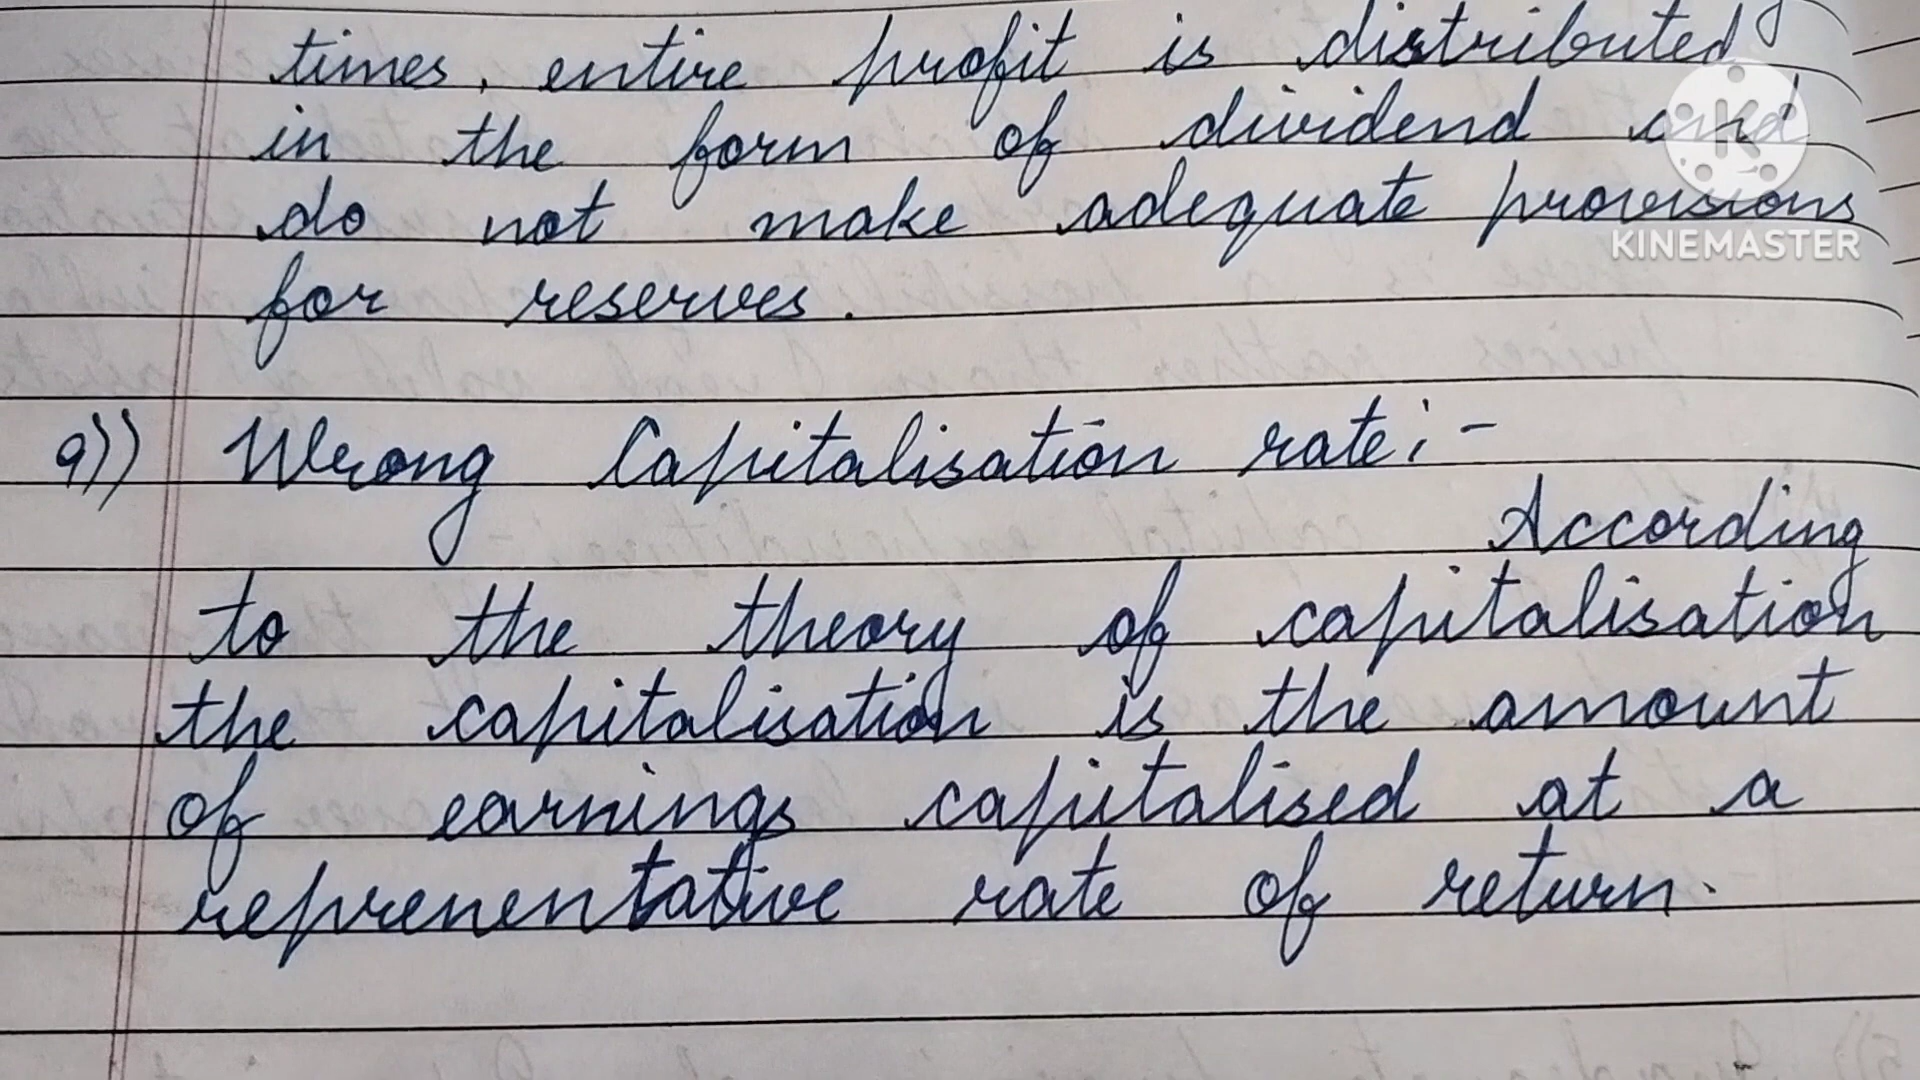 times, entire profit is distributed
in the form of dividend and
do not make adequate provisions
for reserves.
KINEMASTER
9)) Wrong Capitalisation rate:-
According
to the theory of capitalisation
the capitalisation is the amount
of earnings capitalised at a
reprenentative rate of return.